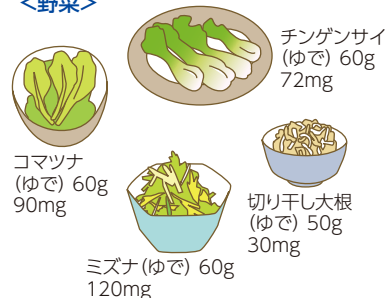 <野菜>
チンゲンサイ
(ゆで) 60g
72mg
コマツナ
(ゆで) 60g
90mg
切り干し大根
(ゆで) 50g
30mg
ミズナ(ゆで) 60g
120mg